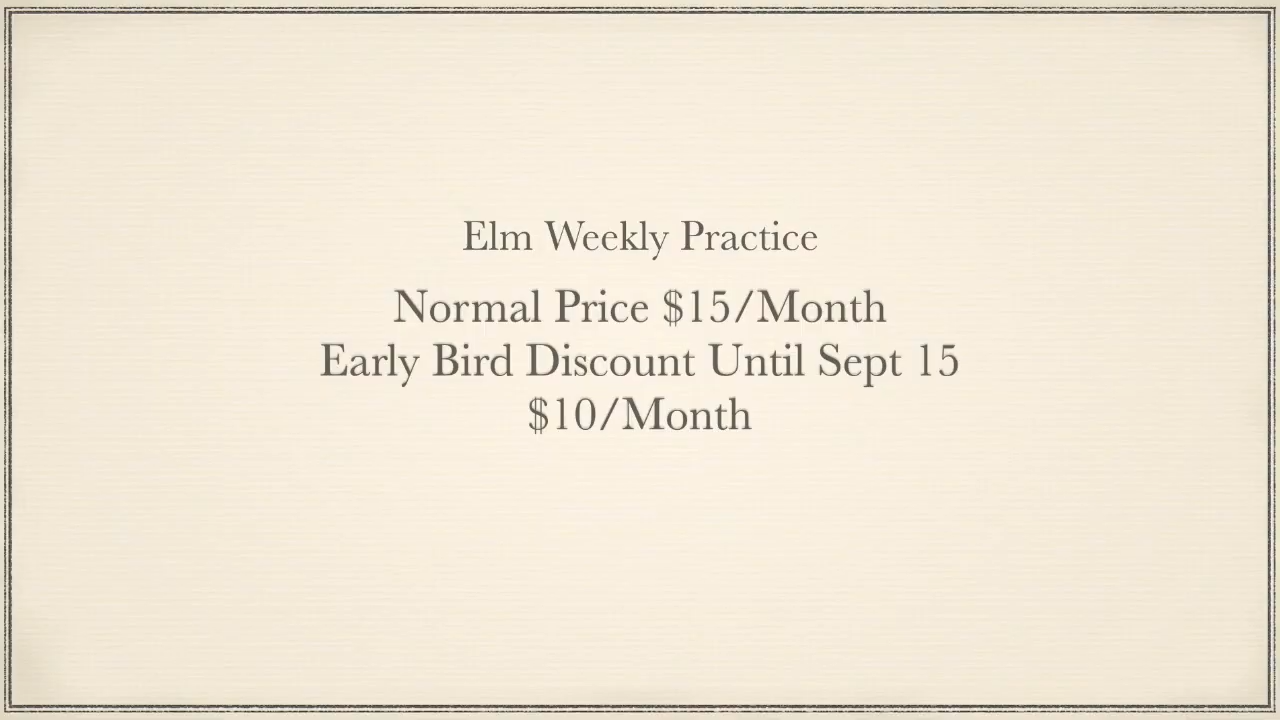 Elm Weekly Practice
Normal Price $15/Month
Early Bird Discount Until Sept 15
$10/Month